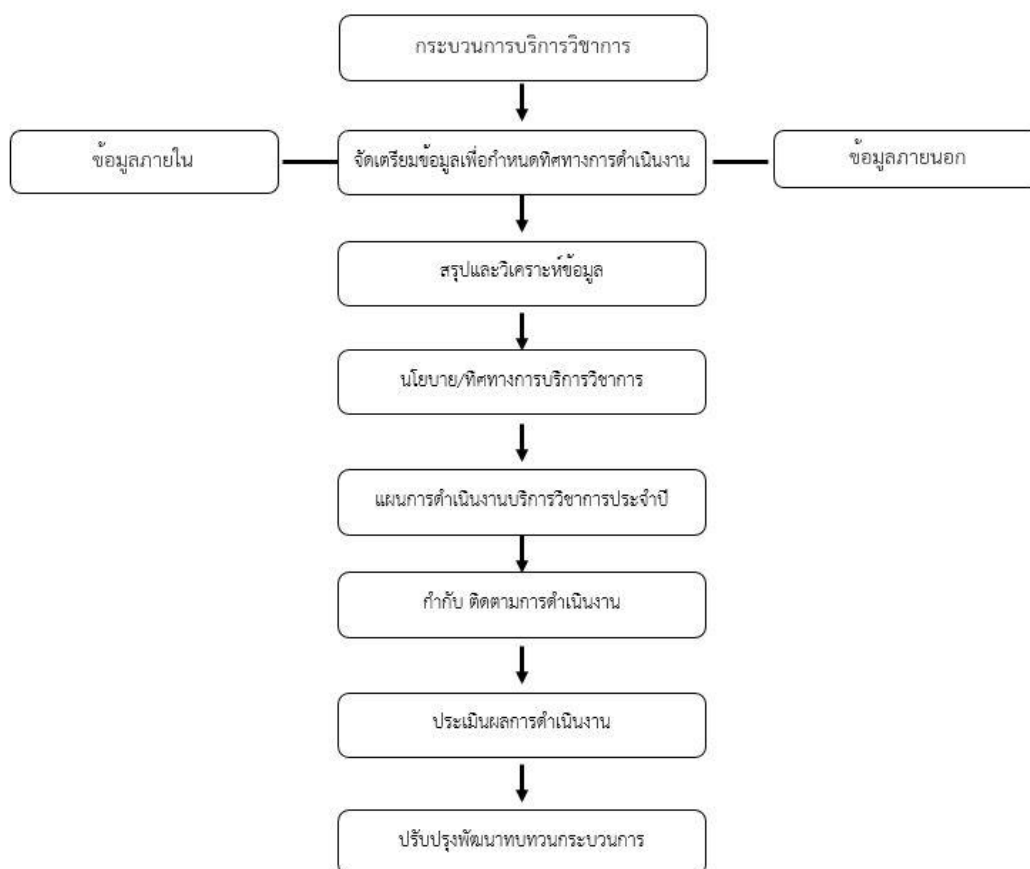 กระบวนการบริการวิชาการ
ข้อมูลภายใน
จัดเตรียมข้อมูลเพื่อกำหนดทิศทางการดำเนินงาน
ข้อมูลภายนอก
สรุปและวิเคราะห์ข้อมูล
นโยบาย/ทิศทางการบริการวิชาการ
แผนการดำเนินงานบริการวิชาการประจำปี
กำกับ ติดตามการดำเนินงาน
ประเมินผลการดำเนินงาน
ปรับปรุงพัฒนาทบทวนกระบวนการ